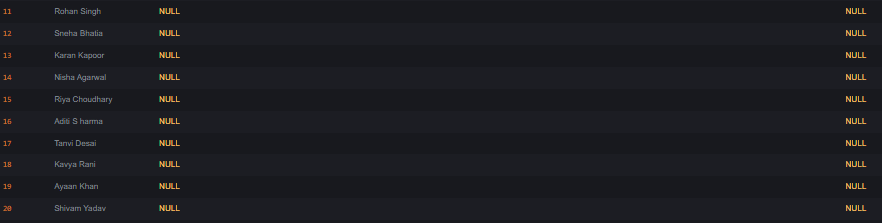 11 Rohan Singh NULL NULL
12 Sneha Bhatia NULL NULL
13 Karan Kapoor NULL NULL
14 Nisha Agarwal NULL NULL
15 Riya Choudhary NULL NULL
16 Aditi S harma NULL NULL
17 Tanvi Desai NULL NULL
18 Kavya Rani NULL NULL
19 Ayaan Khan NULL NULL
20 Shivam Yadav NULL NULL